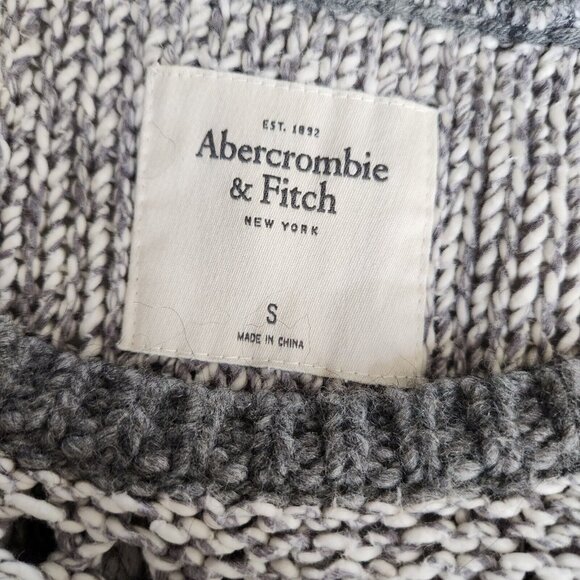 EST. 1892
Abercrombie
& Fitch
NEW YORK
S
MADE IN CHINA